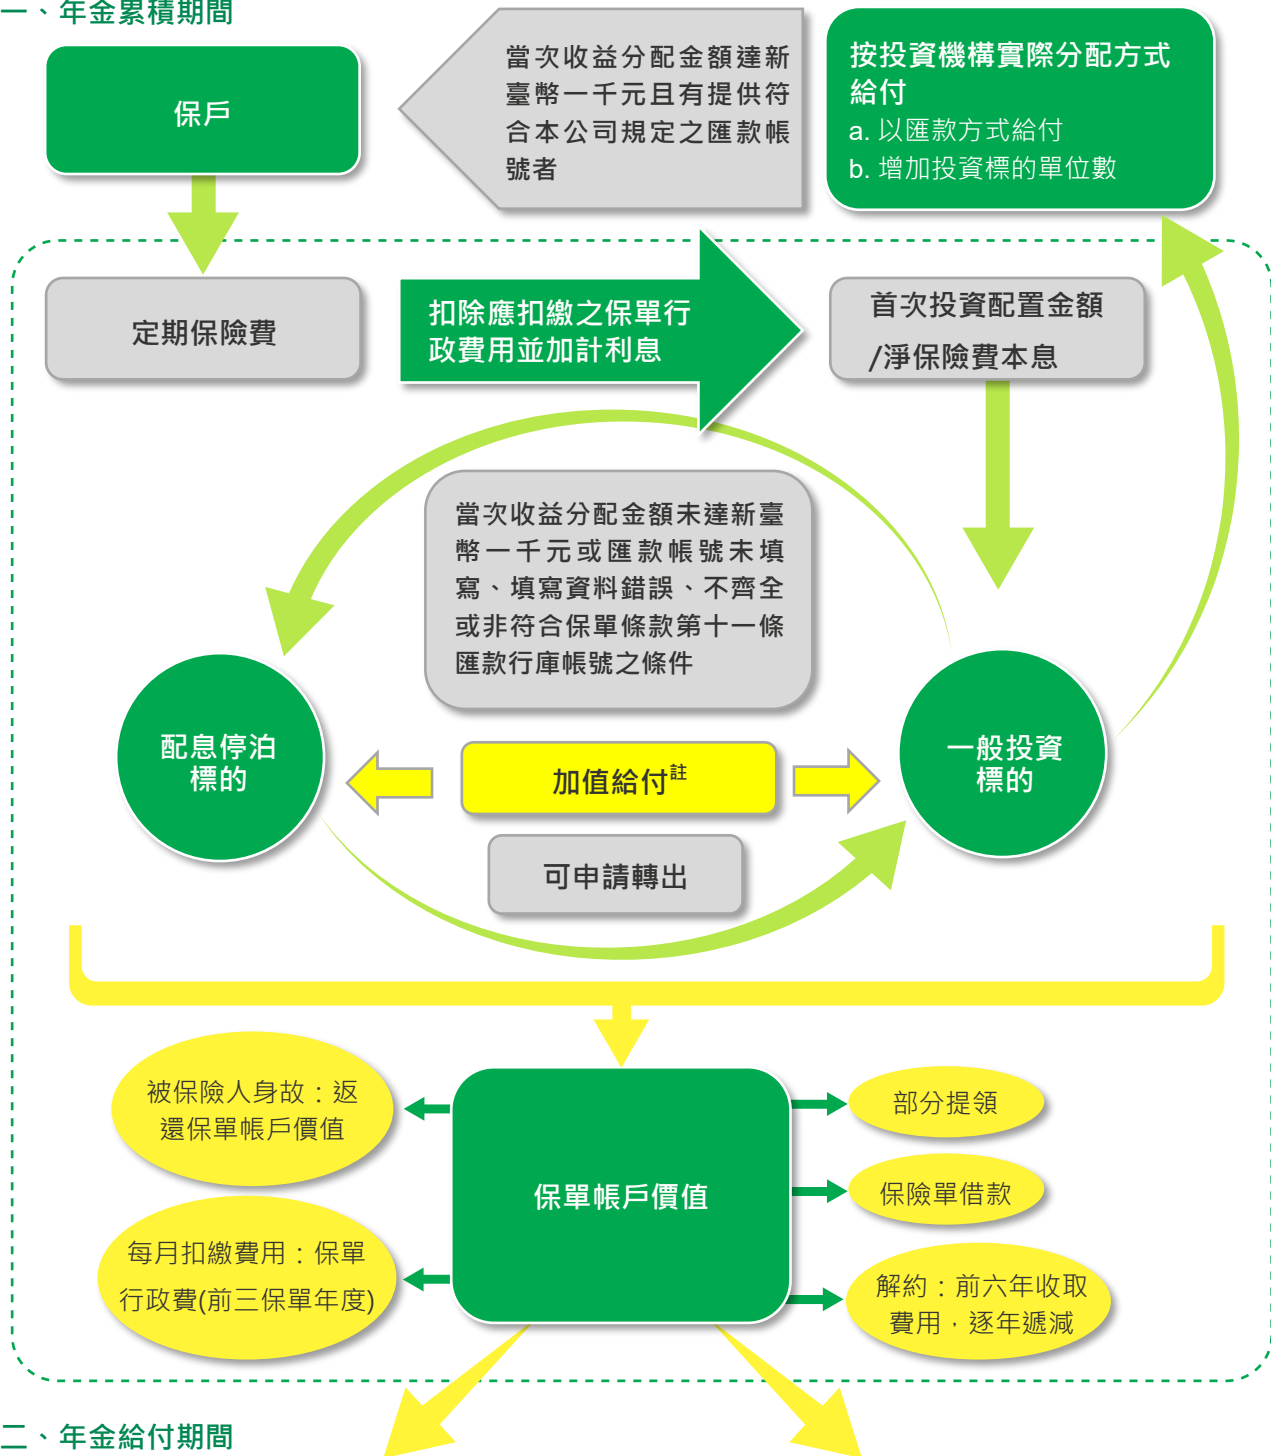 一、年金累積期間
保戶
當次收益分配金額達新
臺幣一千元且有提供符
合本公司規定之匯款帳
號者
按投資機構實際分配方式
給付
a. 以匯款方式給付
b. 增加投資標的單位數
定期保險費
扣除應扣繳之保單行
政費用並加計利息
首次投資配置金額
/淨保險費本息
當次收益分配金額未達新臺
幣一千元或匯款帳號未填
寫、填寫資料錯誤、不齊全
或非符合保單條款第十一條
匯款行庫帳號之條件
配息停泊
標的
加值給付註
一般投資
標的
可申請轉出
被保險人身故：返
還保單帳戶價值
每月扣繳費用：保單
行政費(前三保單年度)
保單帳戶價值
部分提領
保險單借款
解約：前六年收取
費用，逐年遞減
二、年金給付期間